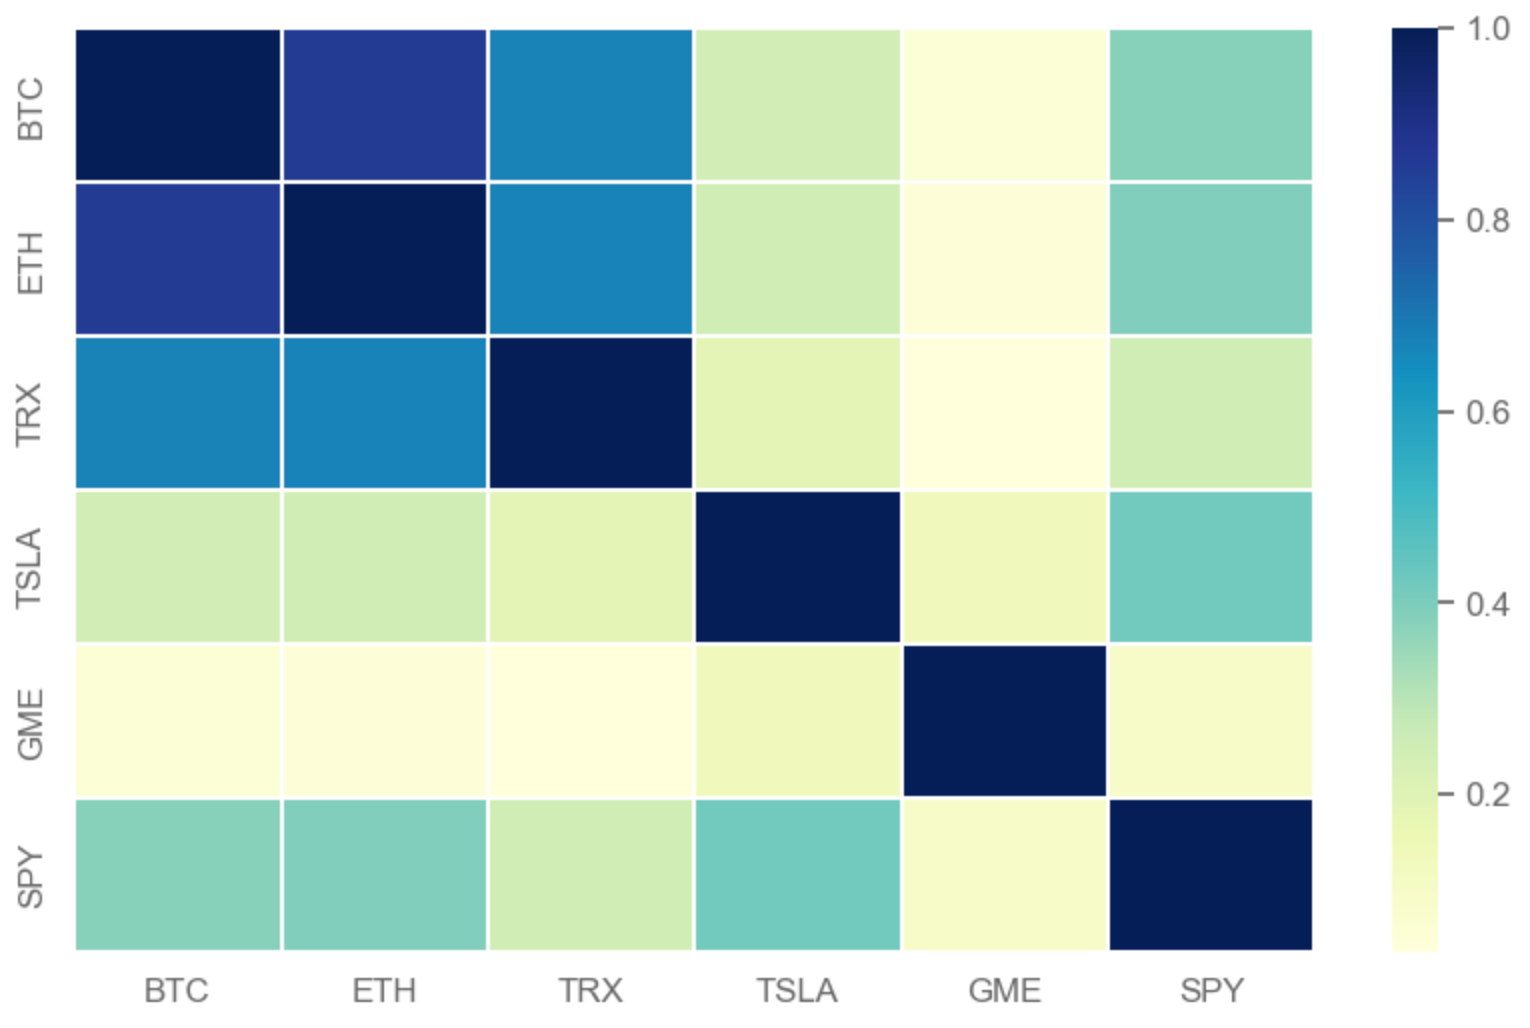 1.0
BTC
0.8
ETH
0.6
TRX
0.4
TSLA
GME
0.2
SPY
BTC ETH TRX TSLA GME SPY